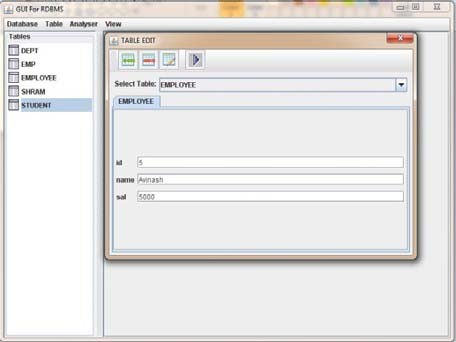 GUI For RDBMS
Database Table Analyser View
Tables
DEPT
EMP
EMPLOYEE
SHRAM
STUDENT
TABLE EDIT
Select Table: EMPLOYEE
EMPLOYEE
id 5
name Avinash
sal 5000